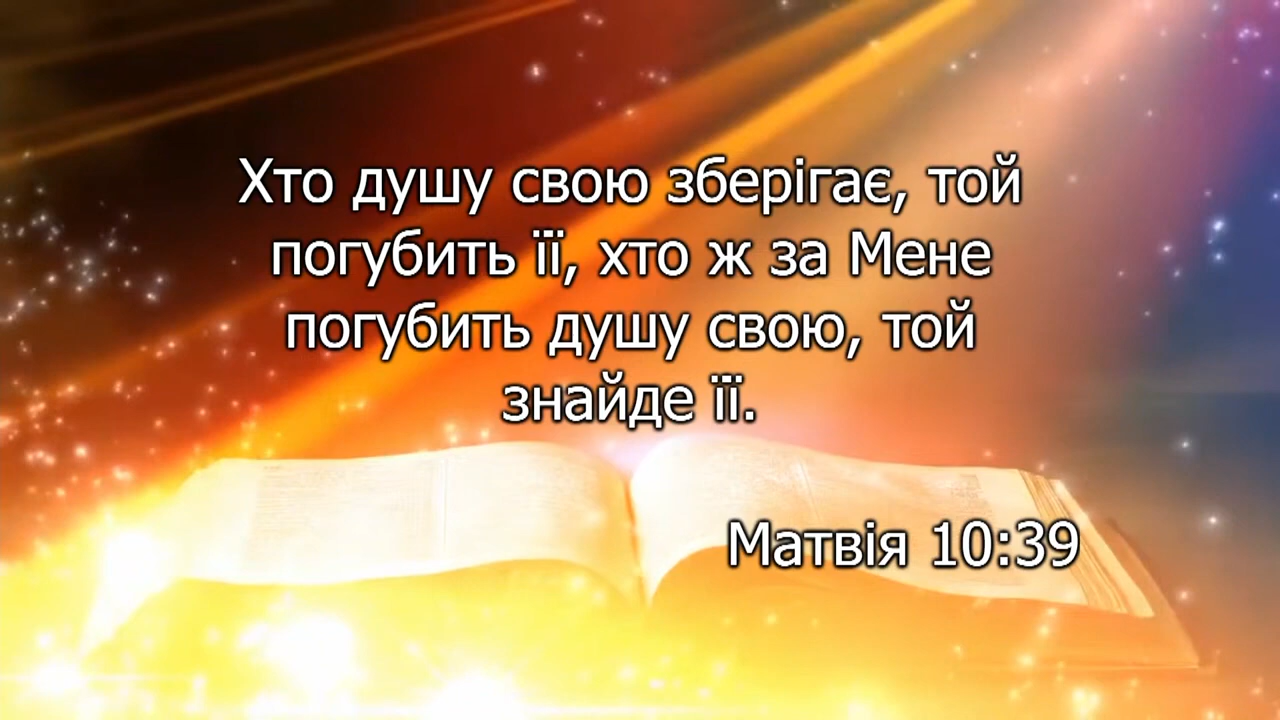 Хто душу свою зберігає, той
погубить її, хто ж за Мене
погубить душу свою, той
знайде її.
Матвія 10:39